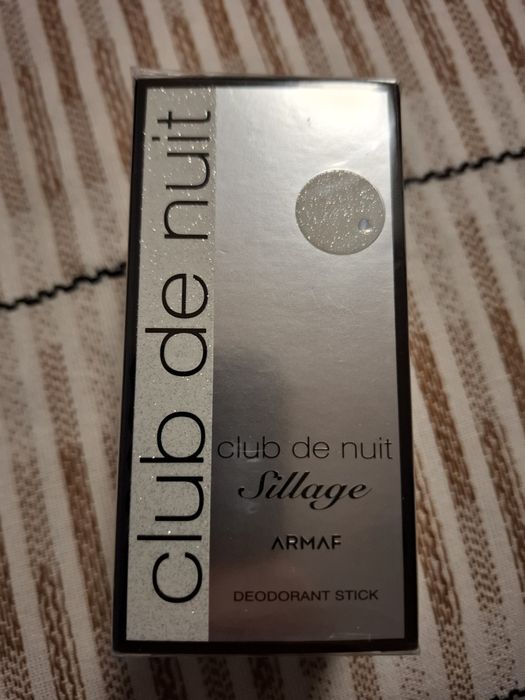 club de nuit
club de nuit
Sillage
ARMAF
DEODORANT STICK